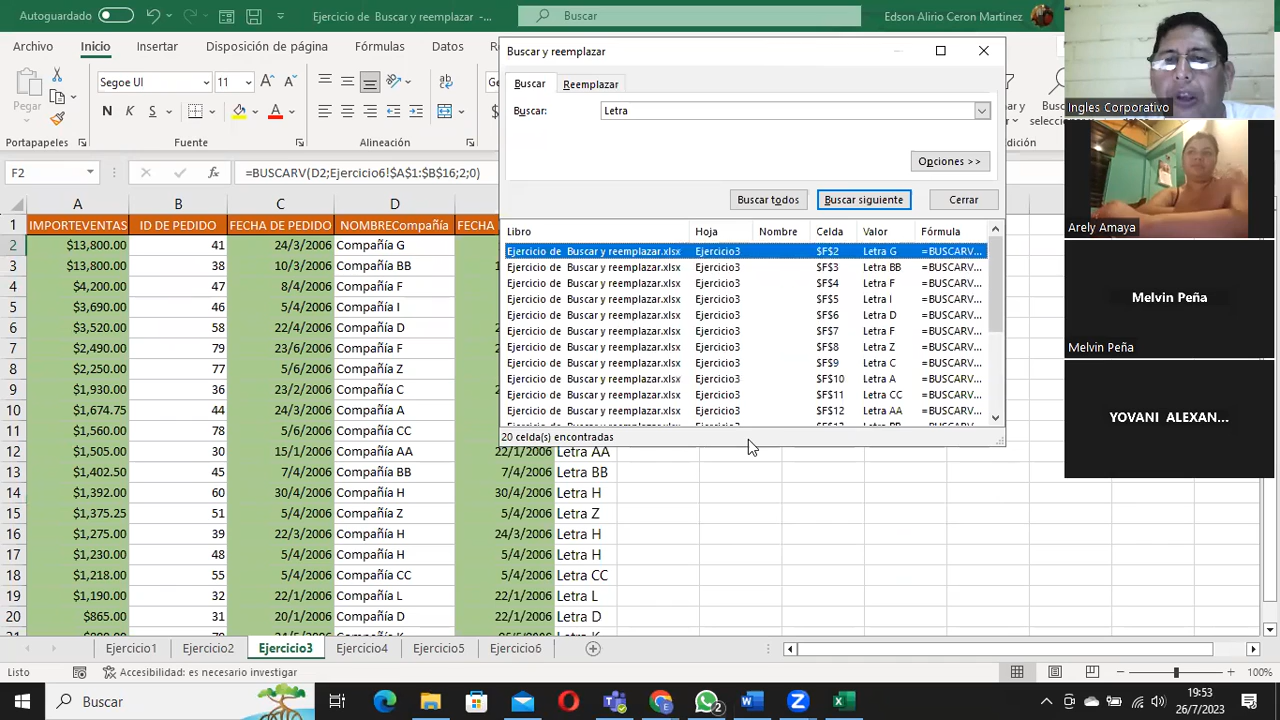 Autoguardado
Ejercicio de Buscar y reemplazar -
Buscar
Edson Alirio Ceron Martinez
Archivo Inicio Insertar Disposición de página Fórmulas Datos
Segoe UI 11
Pegar
N K S
Portapapeles Fuente Alineación
F2 =BUSCARV(D2;Ejercicio6!$A$1:$B$16;2;0)
Buscar y reemplazar
Buscar Reemplazar
Buscar: Letra
Opciones >>
Buscar todos Buscar siguiente Cerrar
Libro Hoja Nombre Celda Valor Fórmula
Ejercicio de Buscar y reemplazar.xlsx Ejercicio3 $F$2 Letra G =BUSCARV...
Ejercicio de Buscar y reemplazar.xlsx Ejercicio3 $F$3 Letra BB =BUSCARV...
Ejercicio de Buscar y reemplazar.xlsx Ejercicio3 $F$4 Letra F =BUSCARV...
Ejercicio de Buscar y reemplazar.xlsx Ejercicio3 $F$5 Letra I =BUSCARV...
Ejercicio de Buscar y reemplazar.xlsx Ejercicio3 $F$6 Letra D =BUSCARV...
Ejercicio de Buscar y reemplazar.xlsx Ejercicio3 $F$7 Letra F =BUSCARV...
Ejercicio de Buscar y reemplazar.xlsx Ejercicio3 $F$8 Letra Z =BUSCARV...
Ejercicio de Buscar y reemplazar.xlsx Ejercicio3 $F$9 Letra C =BUSCARV...
Ejercicio de Buscar y reemplazar.xlsx Ejercicio3 $F$10 Letra A =BUSCARV...
Ejercicio de Buscar y reemplazar.xlsx Ejercicio3 $F$11 Letra CC =BUSCARV...
Ejercicio de Buscar y reemplazar.xlsx Ejercicio3 $F$12 Letra AA =BUSCARV...
20 celda(s) encontradas
A B C D
1 IMPORTEVENTAS ID DE PEDIDO FECHA DE PEDIDO NOMBRECompañía FECHA
2 $13,800.00 41 24/3/2006 Compañía G
3 $13,800.00 38 10/3/2006 Compañía BB
4 $4,200.00 47 8/4/2006 Compañía F
5 $3,690.00 46 5/4/2006 Compañía I
6 $3,520.00 58 22/4/2006 Compañía D
7 $2,490.00 79 23/6/2006 Compañía F
8 $2,250.00 77 5/6/2006 Compañía Z
9 $1,930.00 36 23/2/2006 Compañía C
10 $1,674.75 44 24/3/2006 Compañía A
11 $1,560.00 78 5/6/2006 Compañía CC
12 $1,505.00 30 15/1/2006 Compañía AA 22/1/2006 Letra AA
13 $1,402.50 45 7/4/2006 Compañía BB 7/4/2006 Letra BB
14 $1,392.00 60 30/4/2006 Compañía H 30/4/2006 Letra H
15 $1,375.25 51 5/4/2006 Compañía Z 5/4/2006 Letra Z
16 $1,275.00 39 22/3/2006 Compañía H 24/3/2006 Letra H
17 $1,230.00 48 5/4/2006 Compañía H 5/4/2006 Letra H
18 $1,218.00 55 5/4/2006 Compañía CC 5/4/2006 Letra CC
19 $1,190.00 32 22/1/2006 Compañía L 22/1/2006 Letra L
20 $865.00 31 20/1/2006 Compañía D 22/1/2006 Letra D
Ejercicio1 Ejercicio2 Ejercicio3 Ejercicio4 Ejercicio5 Ejercicio6
Listo Accesibilidad: es necesario investigar 100%
Buscar
2
19:53
26/7/2023
Ingles Corporativo
Arely Amaya
Melvin Peña
Melvin Peña
YOVANI ALEXAN...